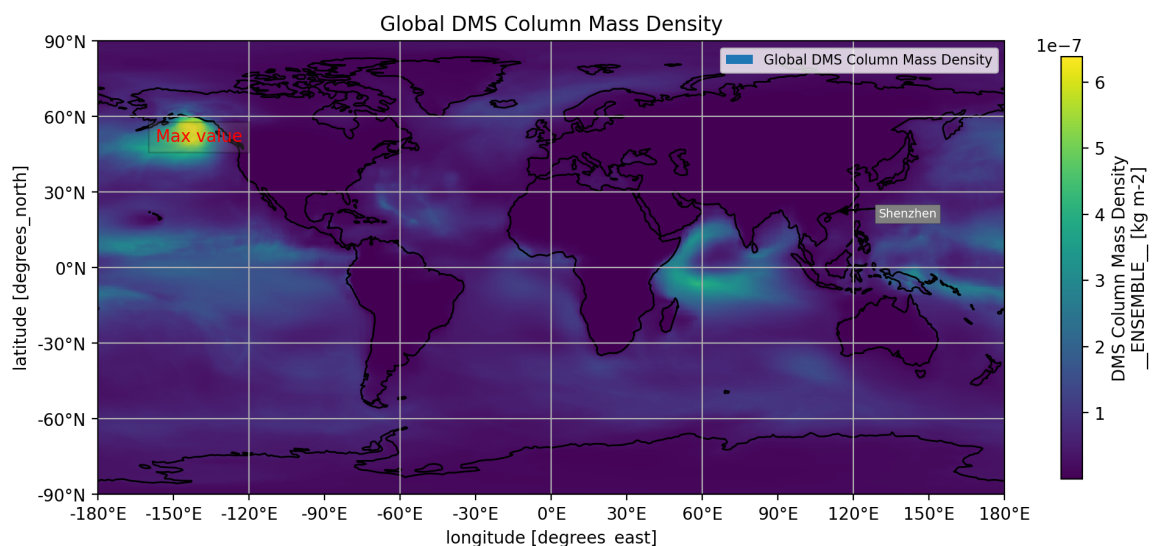 Global DMS Column Mass Density
90°N
60°N
30°N
0°N
-30°N
-60°N
-90°N
latitude [degrees_north]
-180°E
-150°E
-120°E
-90°E
-60°E
-30°E
0°E
30°E
60°E
90°E
120°E
150°E
180°E
longitude [degrees_east]
Global DMS Column Mass Density
Max value
Shenzhen
1e−7
6
5
4
3
2
1
DMS Column Mass Density
__ENSEMBLE__ [kg m-2]